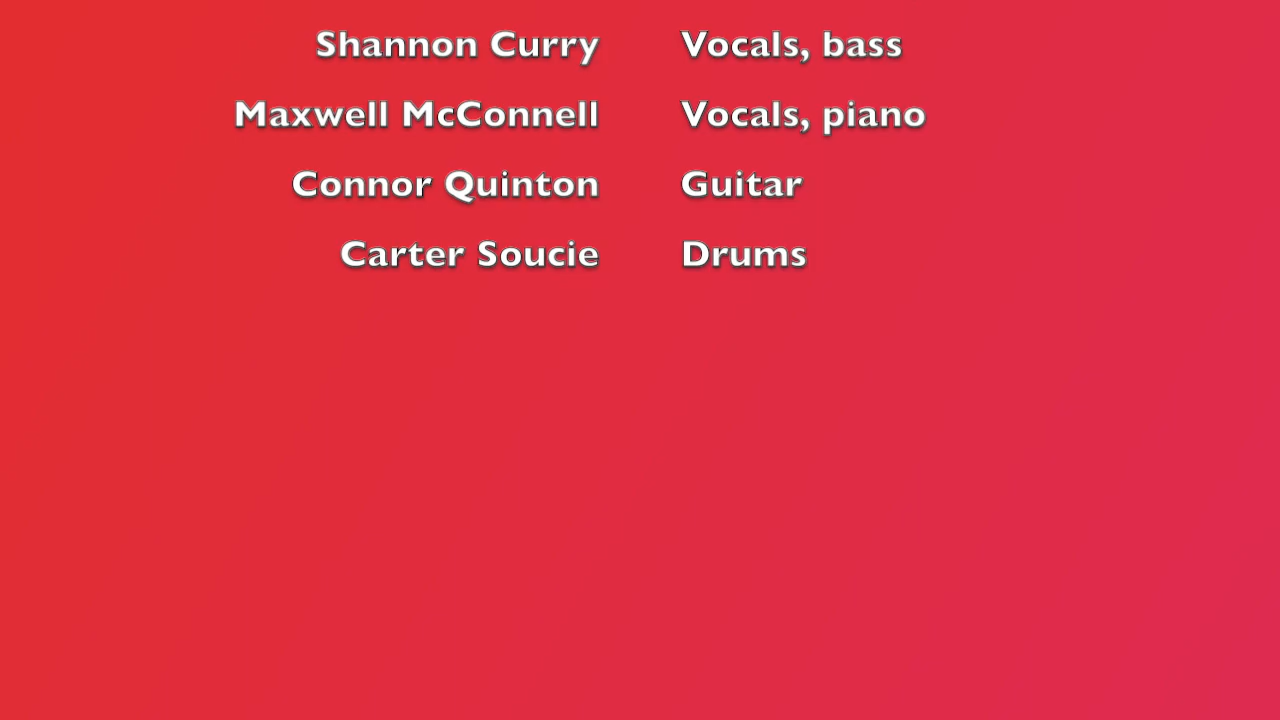 Shannon Curry Vocals, bass
Maxwell McConnell Vocals, piano
Connor Quinton Guitar
Carter Soucie Drums